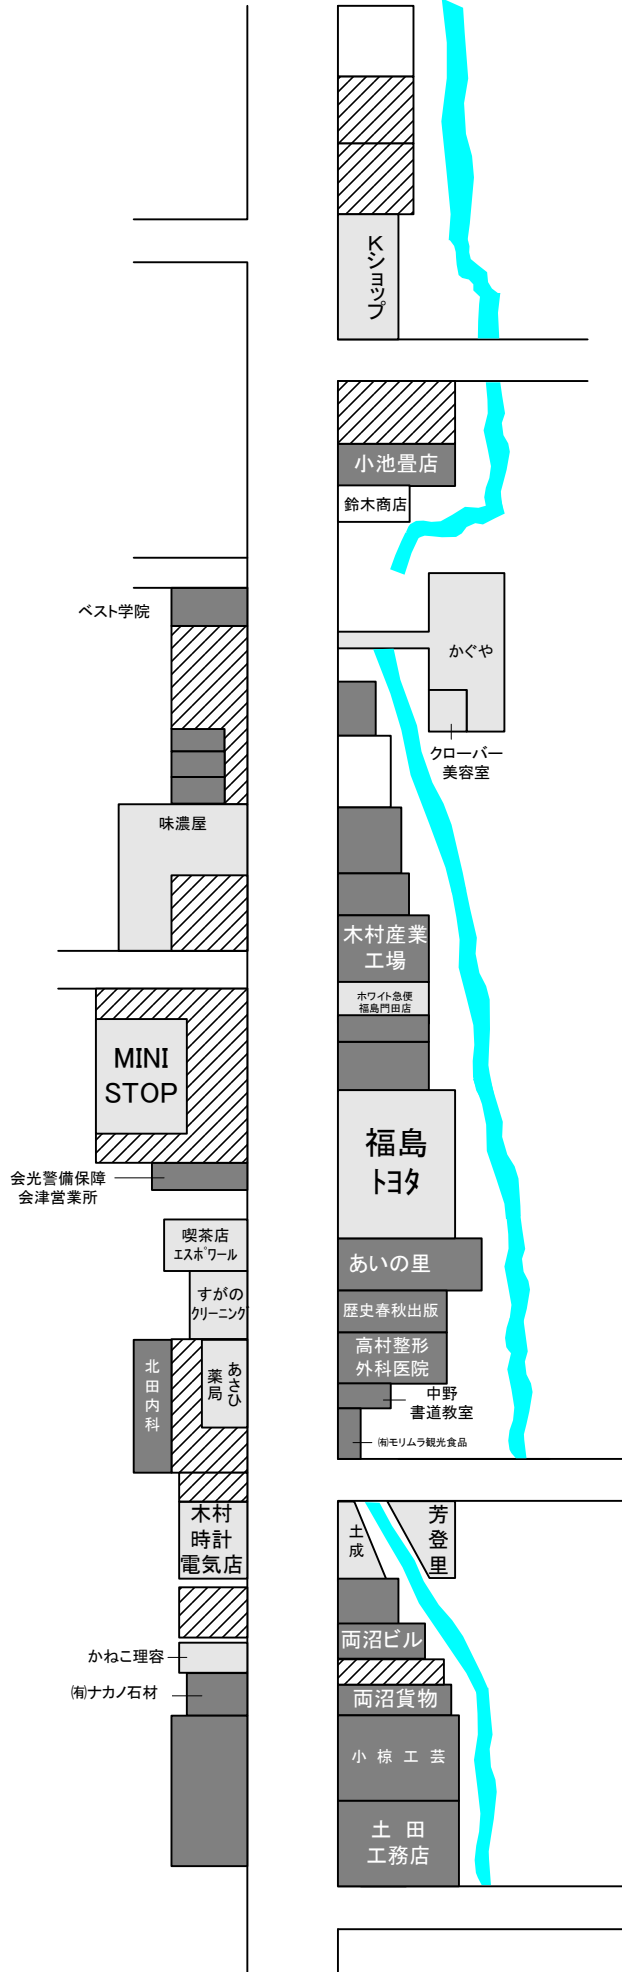 Kショップ
小池畳店
鈴木商店
ベスト学院
かぐや
クローバー
美容室
味濃屋
木村産業
工場
ホワイト急便
福島門田店
MINI
STOP
福島
トヨタ
会光警備保障
会津営業所
喫茶店
エスポワール
あいの里
すがの
クリーニング
歴史春秋出版
高村整形
外科医院
北田内科
あさひ
薬局
中野
書道教室
㈲モリムラ観光食品
木村
時計
電気店
土成
芳登里
両沼ビル
かねこ理容
㈲ナカノ石材
両沼貨物
小椋工芸
土田
工務店